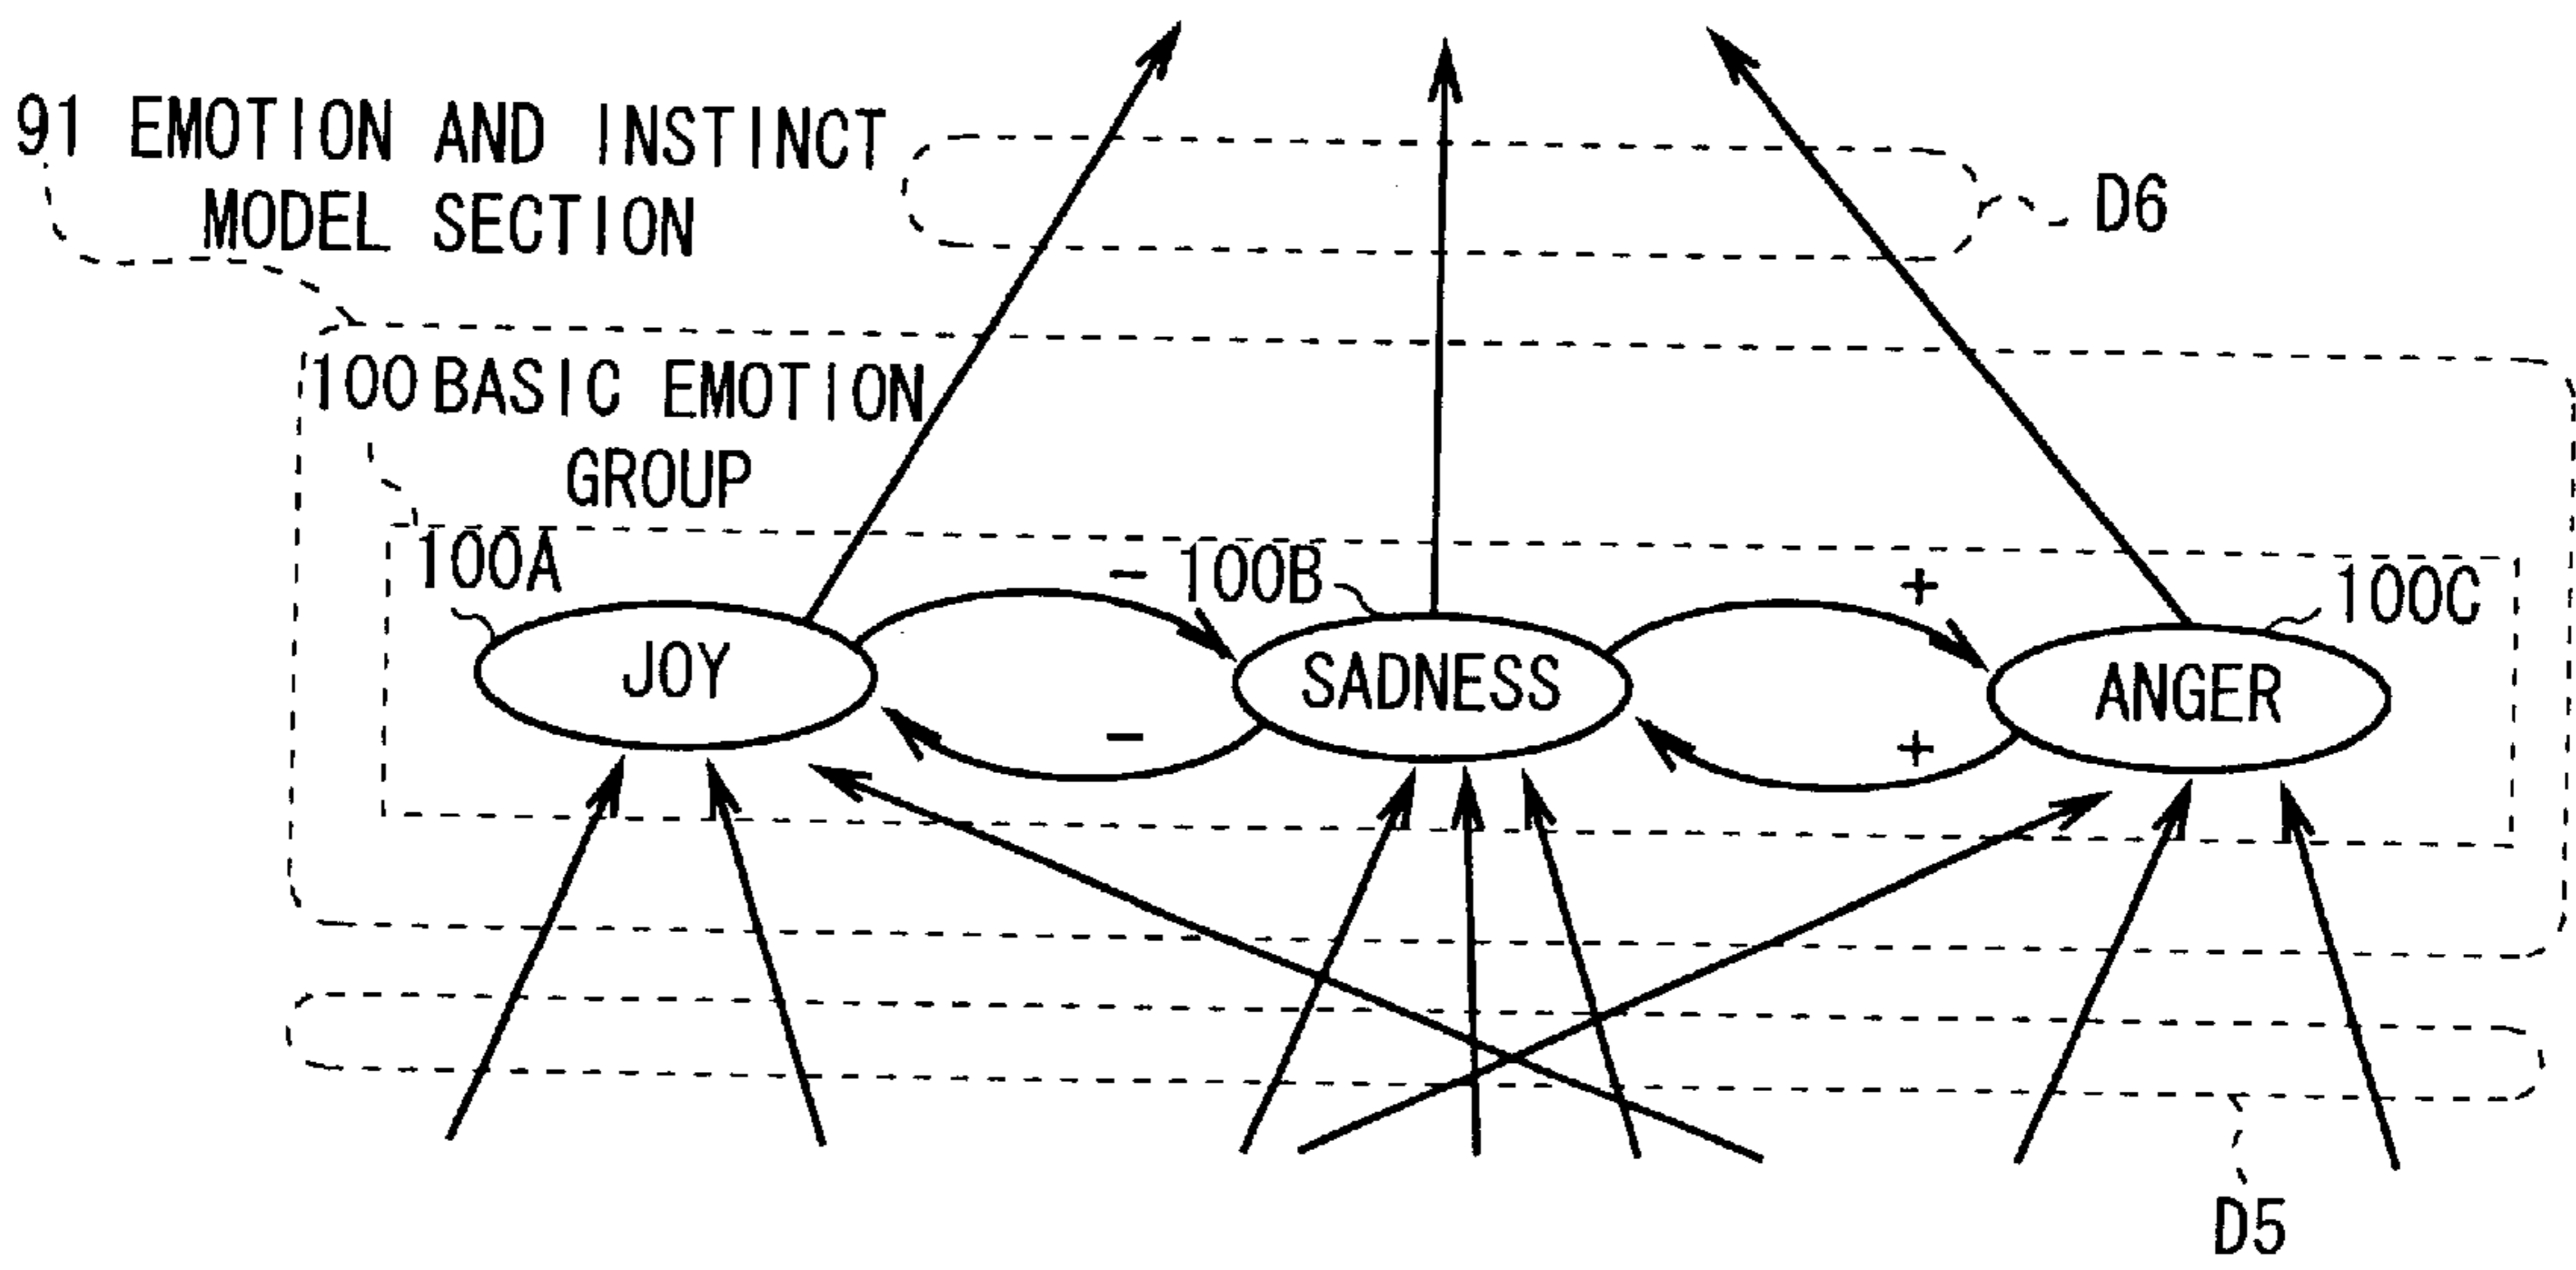 91 EMOTION AND INSTINCT
MODEL SECTION
D6
100 BASIC EMOTION
GROUP
100A
- 100B
+
100C
JOY
SADNESS
ANGER
-
+
D5